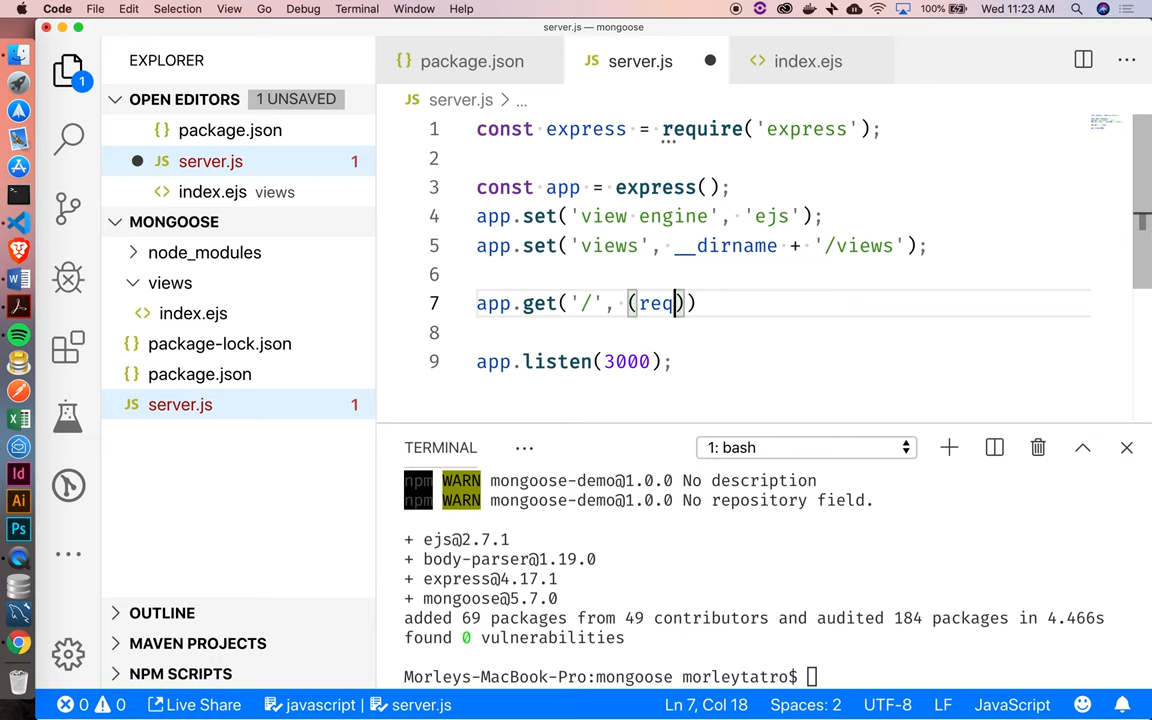 Code File Edit Selection View Go Debug Terminal Window Help 100% Wed 11:23 AM
server.js — mongoose
EXPLORER
{} package.json JS server.js <> index.ejs ...
OPEN EDITORS 1 UNSAVED
{} package.json
JS server.js 1
<> index.ejs views
MONGOOSE
node_modules
views
<> index.ejs
{} package-lock.json
{} package.json
JS server.js 1
OUTLINE
MAVEN PROJECTS
NPM SCRIPTS
1
JS server.js > ...
1 const express = require('express');
2
3 const app = express();
4 app.set('view engine', 'ejs');
5 app.set('views', __dirname + '/views');
6
7 app.get('/', (req))
8
9 app.listen(3000);
TERMINAL ... 1: bash
npm WARN mongoose-demo@1.0.0 No description
npm WARN mongoose-demo@1.0.0 No repository field.
+ ejs@2.7.1
+ body-parser@1.19.0
+ express@4.17.1
+ mongoose@5.7.0
added 69 packages from 49 contributors and audited 184 packages in 4.466s
found 0 vulnerabilities
Morleys-MacBook-Pro:mongoose morleytatro$
0 0 Live Share javascript | server.js Ln 7, Col 18 Spaces: 2 UTF-8 LF JavaScript
W
Id
Ai
Ps